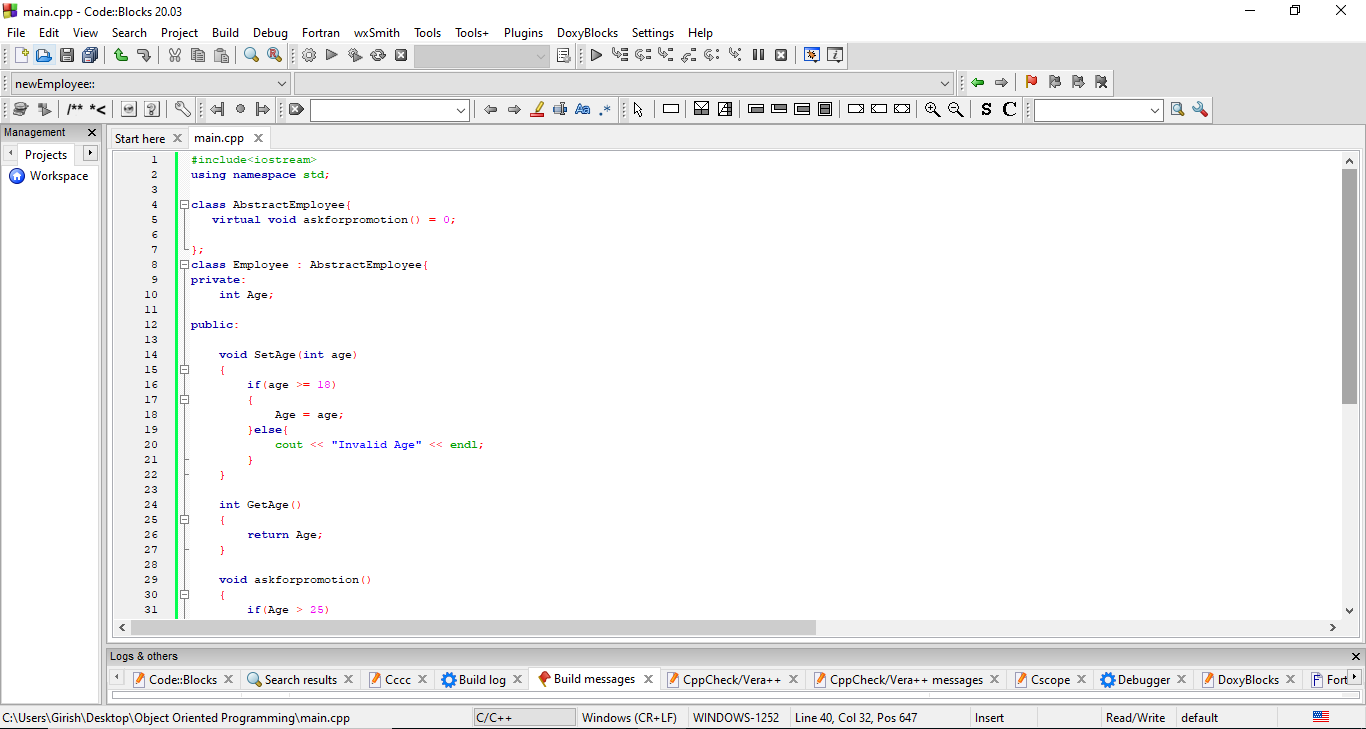 main.cpp - Code::Blocks 20.03
File Edit View Search Project Build Debug Fortran wxSmith Tools Tools+ Plugins DoxyBlocks Settings Help
newEmployee::
/** *< Aa .* S C
Management
Start here main.cpp
Projects
Workspace
1 #include<iostream>
2 using namespace std;
3
4 class AbstractEmployee{
5 virtual void askforpromotion() = 0;
6
7 };
8 class Employee : AbstractEmployee{
9 private:
10 int Age;
11
12 public:
13
14 void SetAge(int age)
15 {
16 if(age >= 18)
17 {
18 Age = age;
19 }else{
20 cout << "Invalid Age" << endl;
21 }
22 }
23
24 int GetAge()
25 {
26 return Age;
27 }
28
29 void askforpromotion()
30 {
31 if(Age > 25)
Logs & others
Code::Blocks Search results Cccc Build log Build messages CppCheck/Vera++ CppCheck/Vera++ messages Cscope Debugger DoxyBlocks Fort
C:\Users\Girish\Desktop\Object Oriented Programming\main.cpp C/C++ Windows (CR+LF) WINDOWS-1252 Line 40, Col 32, Pos 647 Insert Read/Write default